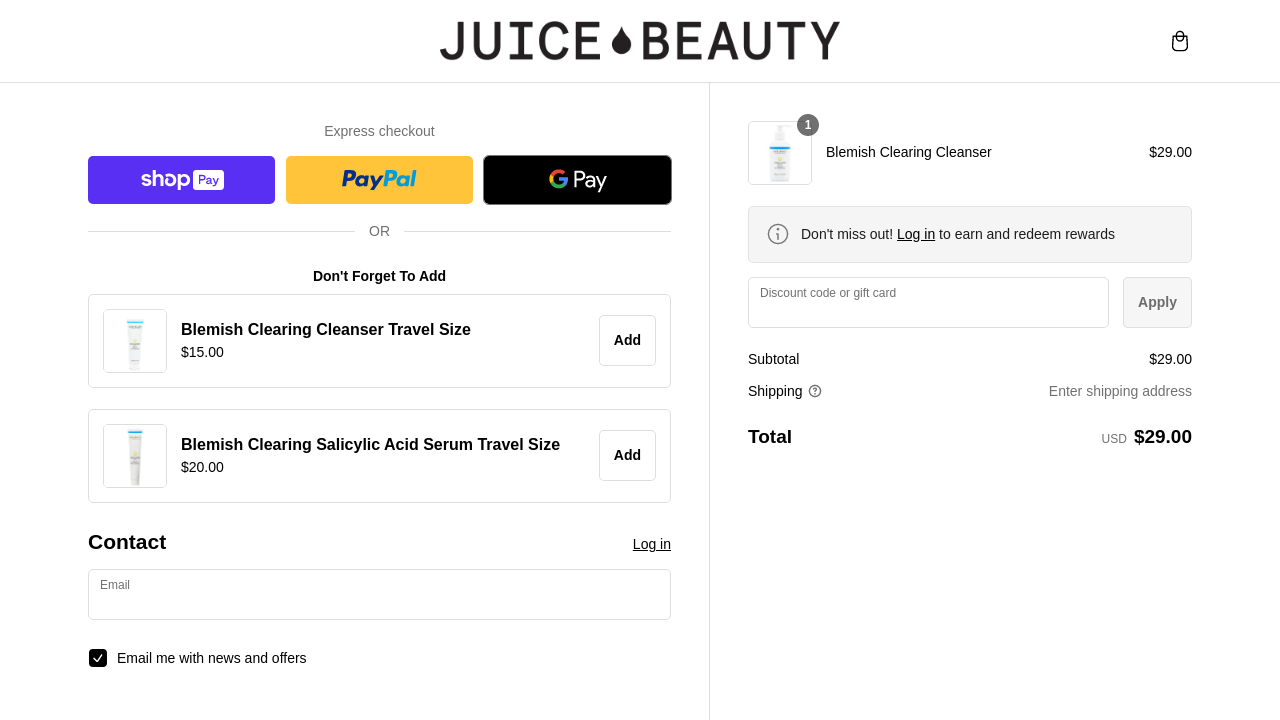 JUICE BEAUTY
Express checkout
shop Pay
PayPal
G Pay
OR
Don't Forget To Add
Blemish Clearing Cleanser Travel Size
$15.00
Add
Blemish Clearing Salicylic Acid Serum Travel Size
$20.00
Add
Contact
Log in
Email
Email me with news and offers
1
Blemish Clearing Cleanser
$29.00
Don't miss out! Log in to earn and redeem rewards
Discount code or gift card
Apply
Subtotal
$29.00
Shipping
Enter shipping address
Total
USD $29.00